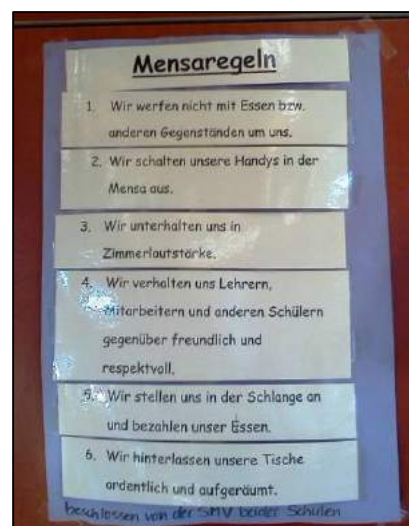 Mensaregeln
1. Wir werfen nicht mit Essen bzw.
anderen Gegenständen um uns.
2. Wir schalten unsere Handys in der
Mensa aus.
3. Wir unterhalten uns in
Zimmerlautstärke.
4. Wir verhalten uns Lehrern,
Mitarbeitern und anderen Schülern
gegenüber freundlich und
respektvoll.
5. Wir stellen uns in der Schlange an
und bezahlen unser Essen.
6. Wir hinterlassen unsere Tische
ordentlich und aufgeräumt.
beschlossen von der SMV beider Schulen